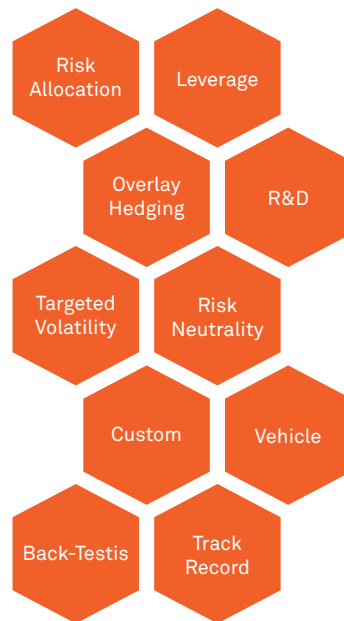 Risk
Allocation
Leverage
Overlay
Hedging
R&D
Targeted
Volatility
Risk
Neutrality
Custom
Vehicle
Back-Testis
Track
Record